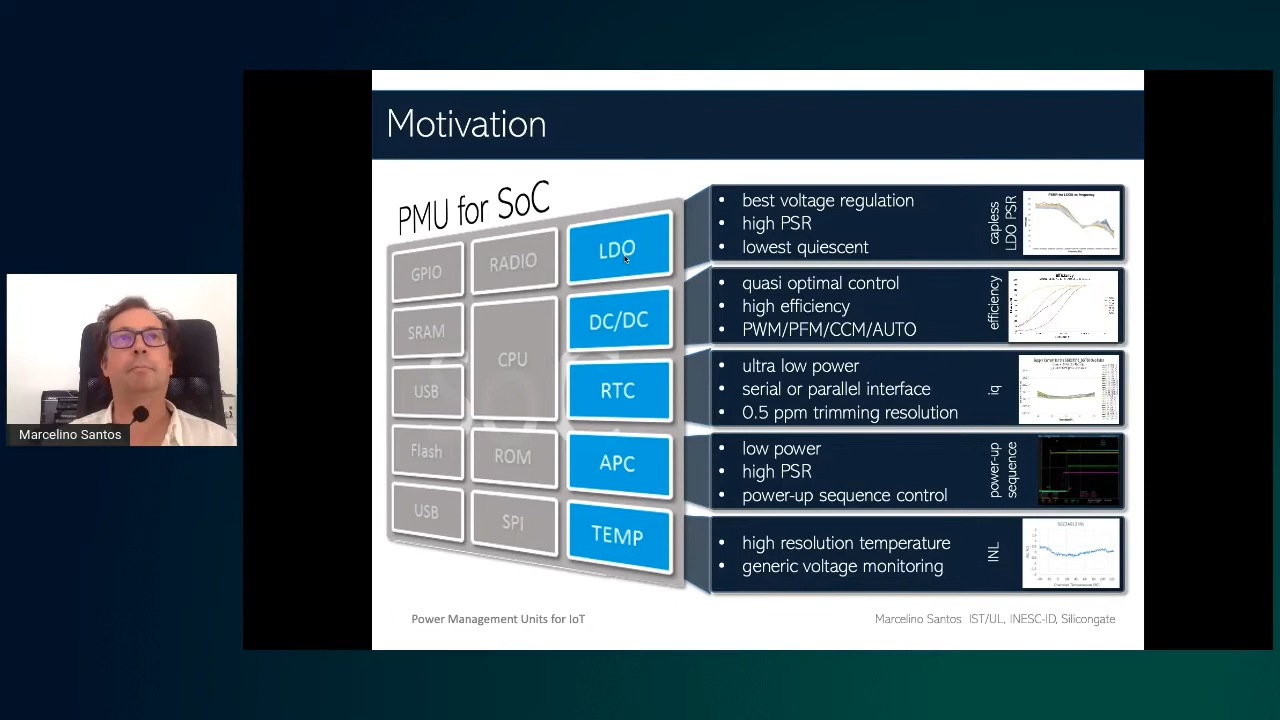 Motivation
PMU for SoC
GPIO
RADIO
LDO
SRAM
CPU
DC/DC
USB
RTC
Flash
ROM
APC
USB
SPI
TEMP
• best voltage regulation
• high PSR
• lowest quiescent
capless
LDO PSR
• quasi optimal control
• high efficiency
• PWM/PFM/CCM/AUTO
efficiency
Efficiency
• ultra low power
• serial or parallel interface
• 0.5 ppm trimming resolution
iq
• low power
• high PSR
• power-up sequence control
power-up
sequence
• high resolution temperature
• generic voltage monitoring
INL
Marcelino Santos
Power Management Units for IoT
Marcelino Santos IST/UL, INESC-ID, Silicongate